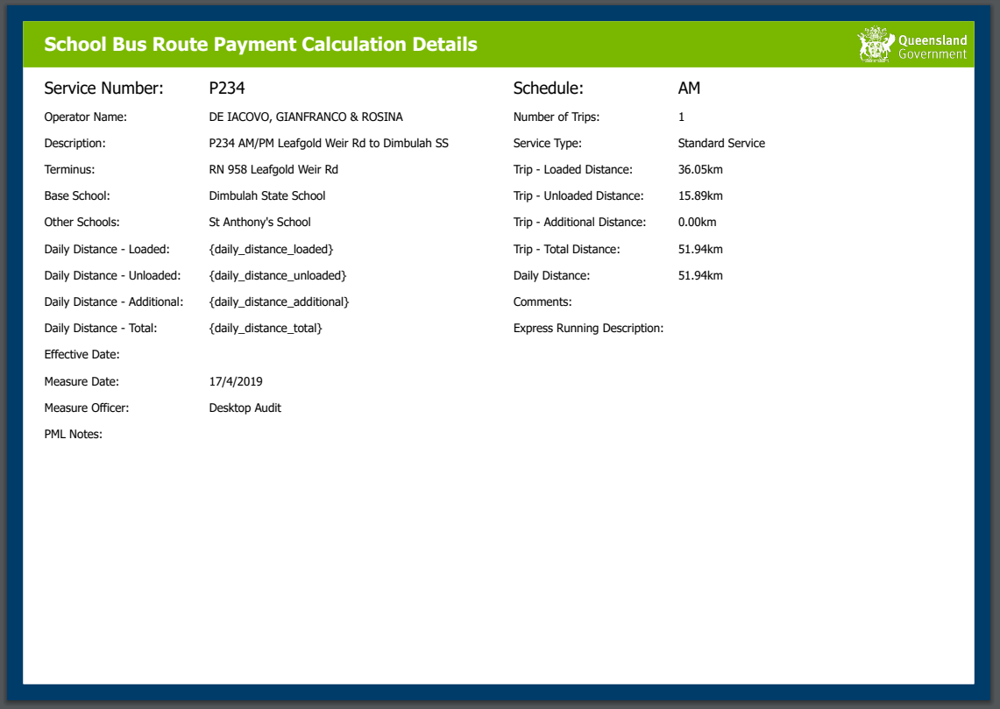 School Bus Route Payment Calculation Details
Queensland
Government
Service Number: P234
Operator Name: DE IACOVO, GIANFRANCO & ROSINA
Description: P234 AM/PM Leafgold Weir Rd to Dimbulah SS
Terminus: RN 958 Leafgold Weir Rd
Base School: Dimbulah State School
Other Schools: St Anthony's School
Daily Distance - Loaded: {daily_distance_loaded}
Daily Distance - Unloaded: {daily_distance_unloaded}
Daily Distance - Additional: {daily_distance_additional}
Daily Distance - Total: {daily_distance_total}
Effective Date:
Measure Date: 17/4/2019
Measure Officer: Desktop Audit
PML Notes:
Schedule: AM
Number of Trips: 1
Service Type: Standard Service
Trip - Loaded Distance: 36.05km
Trip - Unloaded Distance: 15.89km
Trip - Additional Distance: 0.00km
Trip - Total Distance: 51.94km
Daily Distance: 51.94km
Comments:
Express Running Description: